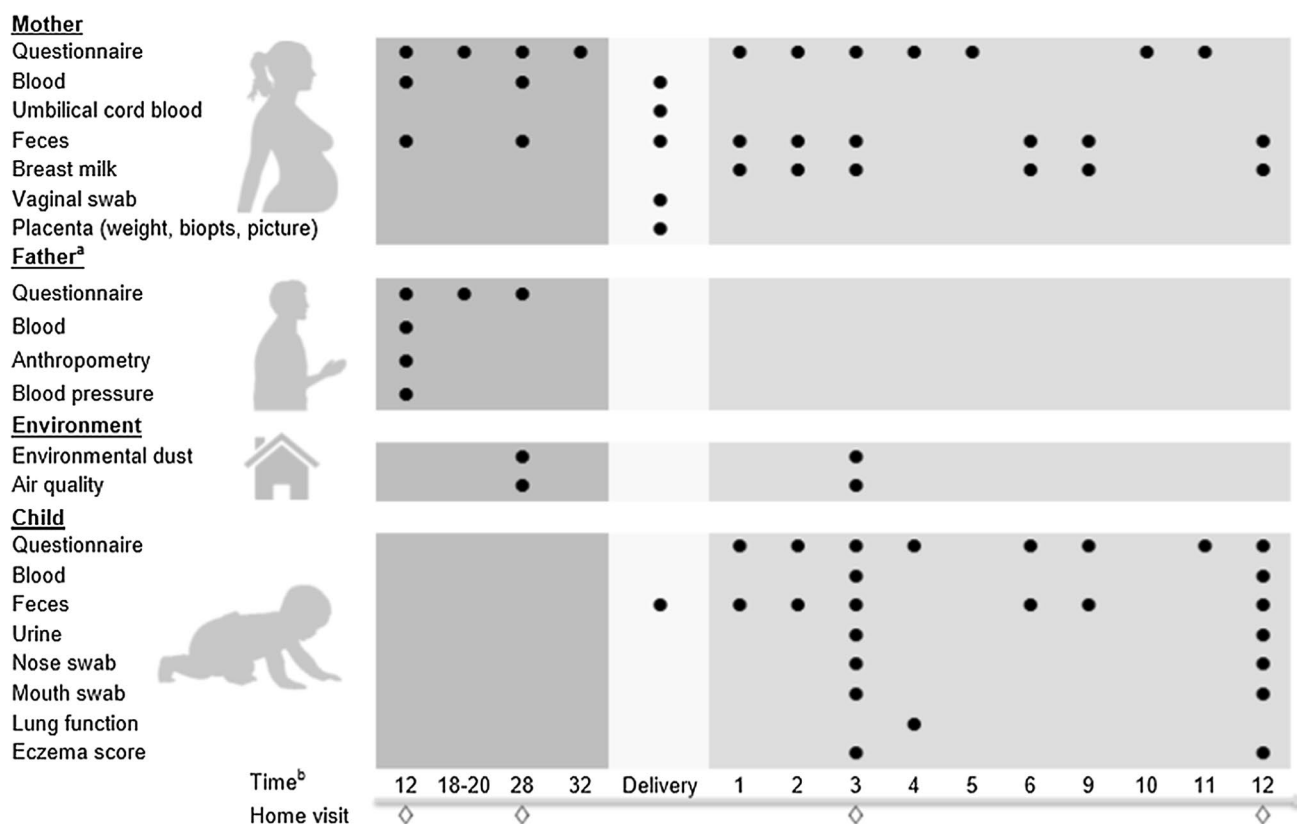 Mother
Questionnaire
Blood
Umbilical cord blood
Feces
Breast milk
Vaginal swab
Placenta (weight, biopts, picture)
Fatherᵃ
Questionnaire
Blood
Anthropometry
Blood pressure
Environment
Environmental dust
Air quality
Child
Questionnaire
Blood
Feces
Urine
Nose swab
Mouth swab
Lung function
Eczema score
Timeᵇ 12 18-20 28 32 Delivery 1 2 3 4 5 6 9 10 11 12
Home visit